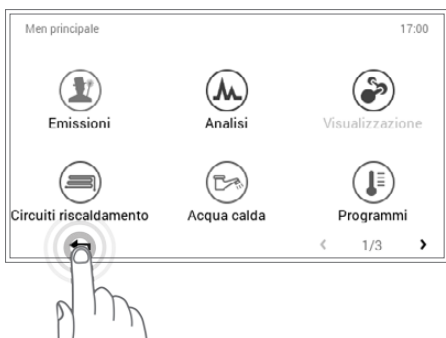 Men principale 17:00
Emissioni Analisi Visualizzazione
Circuiti riscaldamento Acqua calda Programmi
‹ 1/3 ›